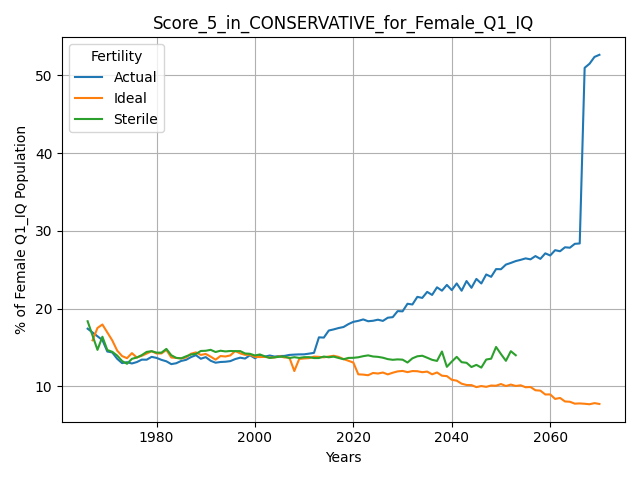 Score_5_in_CONSERVATIVE_for_Female_Q1_IQ
Fertility
Actual
Ideal
Sterile
% of Female Q1_IQ Population
50
40
30
20
10
1980 2000 2020 2040 2060
Years